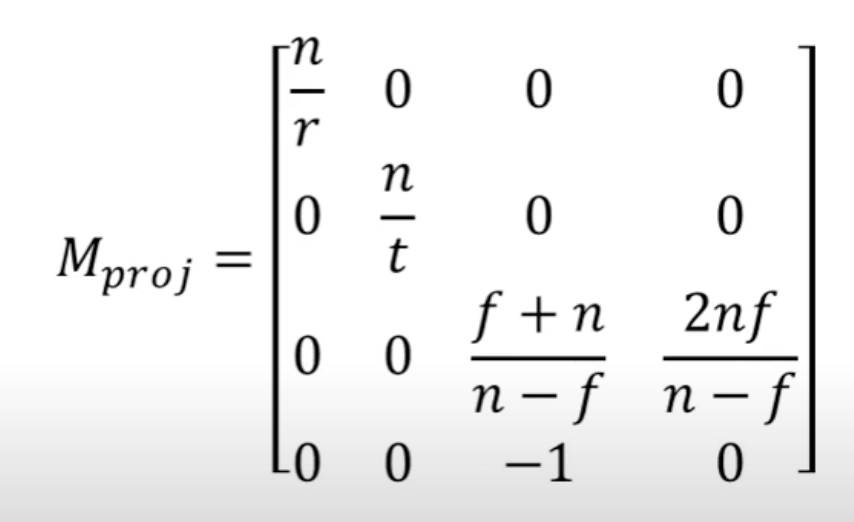 M_proj = [ n/r 0 0 0
0 n/t 0 0
0 0 (f + n)/(n − f) 2nf/(n − f)
0 0 −1 0 ]